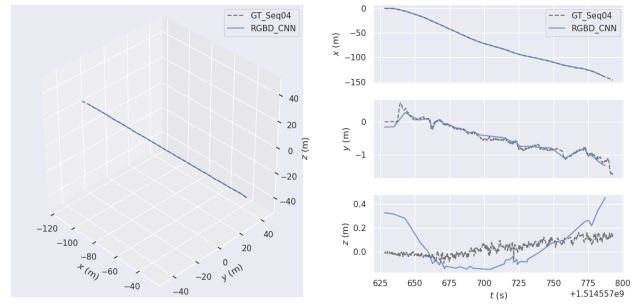 GT_Seq04
RGBD_CNN
40
20
0
−20
−40
z (m)
−120
−100
−80
−60
−40
x (m)
−40
−20
0
20
40
y (m)
GT_Seq04
RGBD_CNN
0
−50
−100
−150
x (m)
0
−1
y (m)
0.4
0.2
0.0
z (m)
625 650 675 700 725 750 775 800
t (s)
+1.514557e9